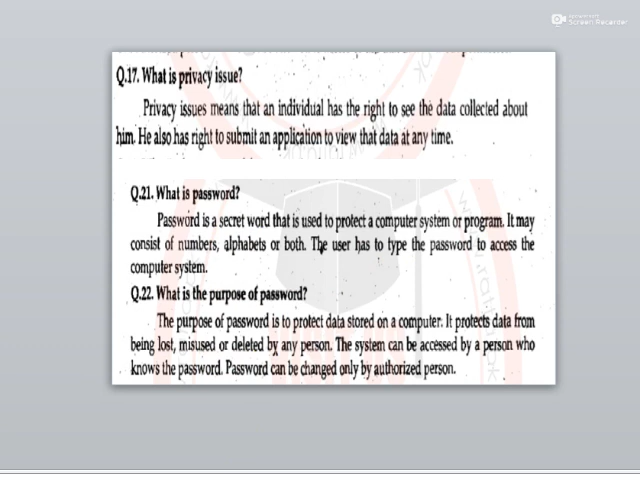 Screen Recorder
Q.17. What is privacy issue?
Privacy issues means that an individual has the right to see the data collected about
him. He also has right to submit an application to view that data at any time.
Q.21. What is password?
Password is a secret word that is used to protect a computer system or program. It may
consist of numbers, alphabets or both. The user has to type the password to access the
computer system.
Q.22. What is the purpose of password?
The purpose of password is to protect data stored on a computer. It protects data from
being lost, misused or deleted by any person. The system can be accessed by a person who
knows the password. Password can be changed only by authorized person.